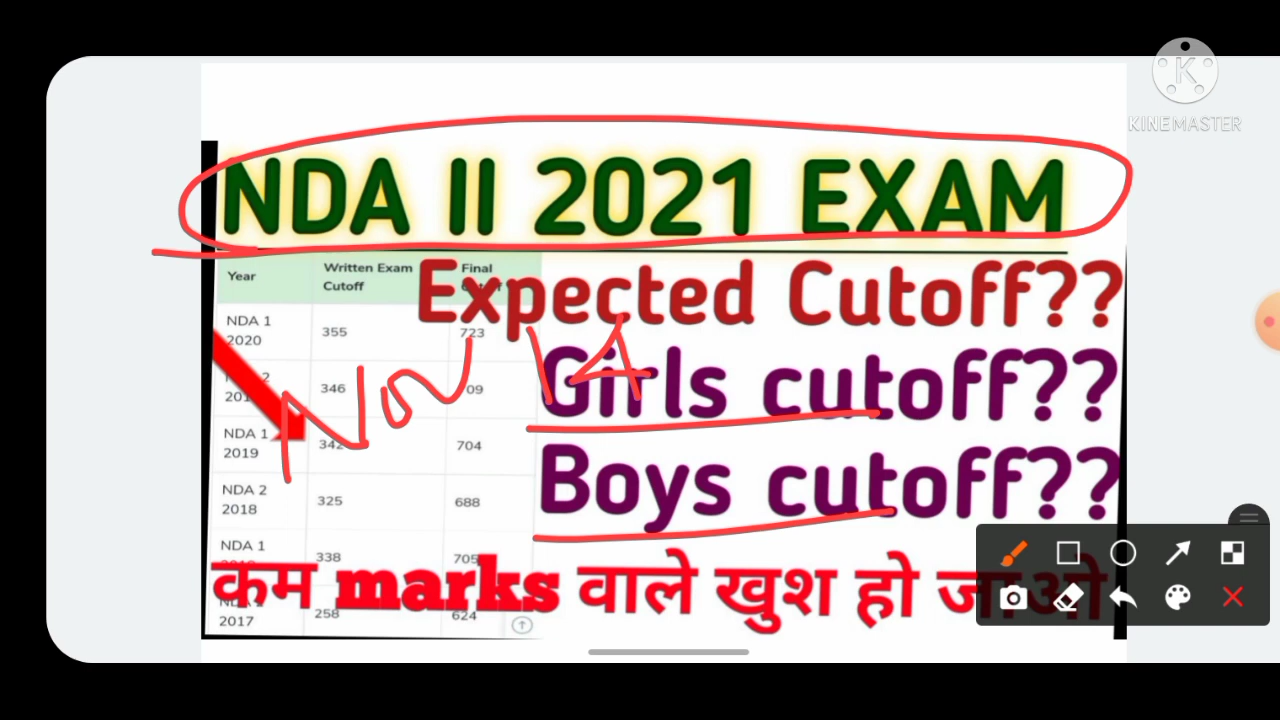 KINEMASTER
NDA II 2021 EXAM
Expected Cutoff??
Girls cutoff??
Boys cutoff??
Nov 14
Year Written Exam Cutoff Final
NDA 1 2020 355 723
346 09
NDA 1 2019 342 704
NDA 2 2018 325 688
NDA 1 338 705
2017 258 624
कम marks वाले खुश हो जाओ